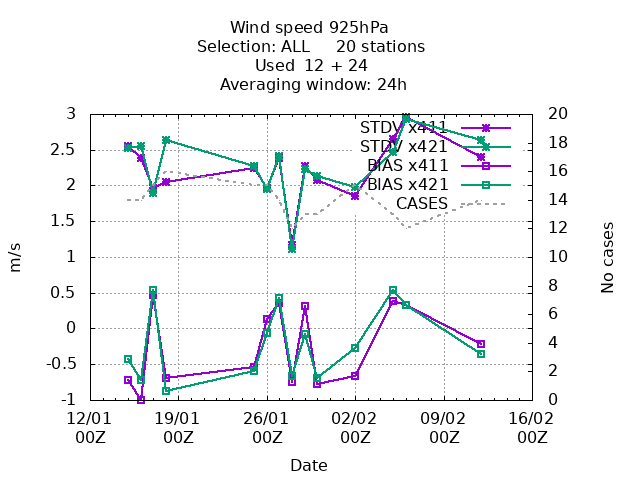 Wind speed 925hPa
Selection: ALL 20 stations
Used 12 + 24
Averaging window: 24h
3
2.5
2
1.5
1
0.5
0
-0.5
-1
m/s
20
18
16
14
12
10
8
6
4
2
0
No cases
STDV x411
STDV x421
BIAS x411
BIAS x421
CASES
12/01 19/01 26/01 02/02 09/02 16/02
00Z 00Z 00Z 00Z 00Z 00Z
Date